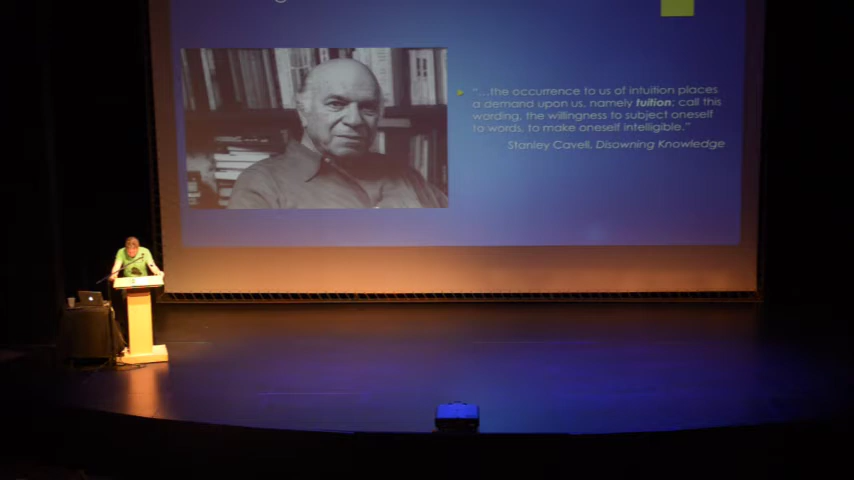 “…the occurrence to us of intuition places
a demand upon us, namely tuition; call this
wording, the willingness to subject oneself
to words, to make oneself intelligible.”
Stanley Cavell, Disowning Knowledge